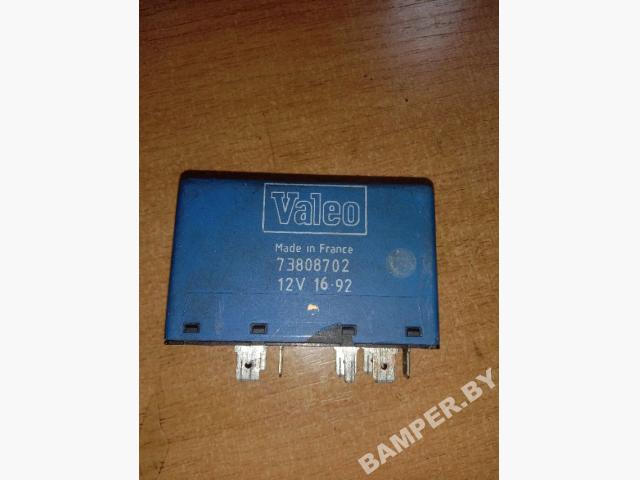 Valeo
Made in France
73808702
12V 16-92
BAMPER.BY